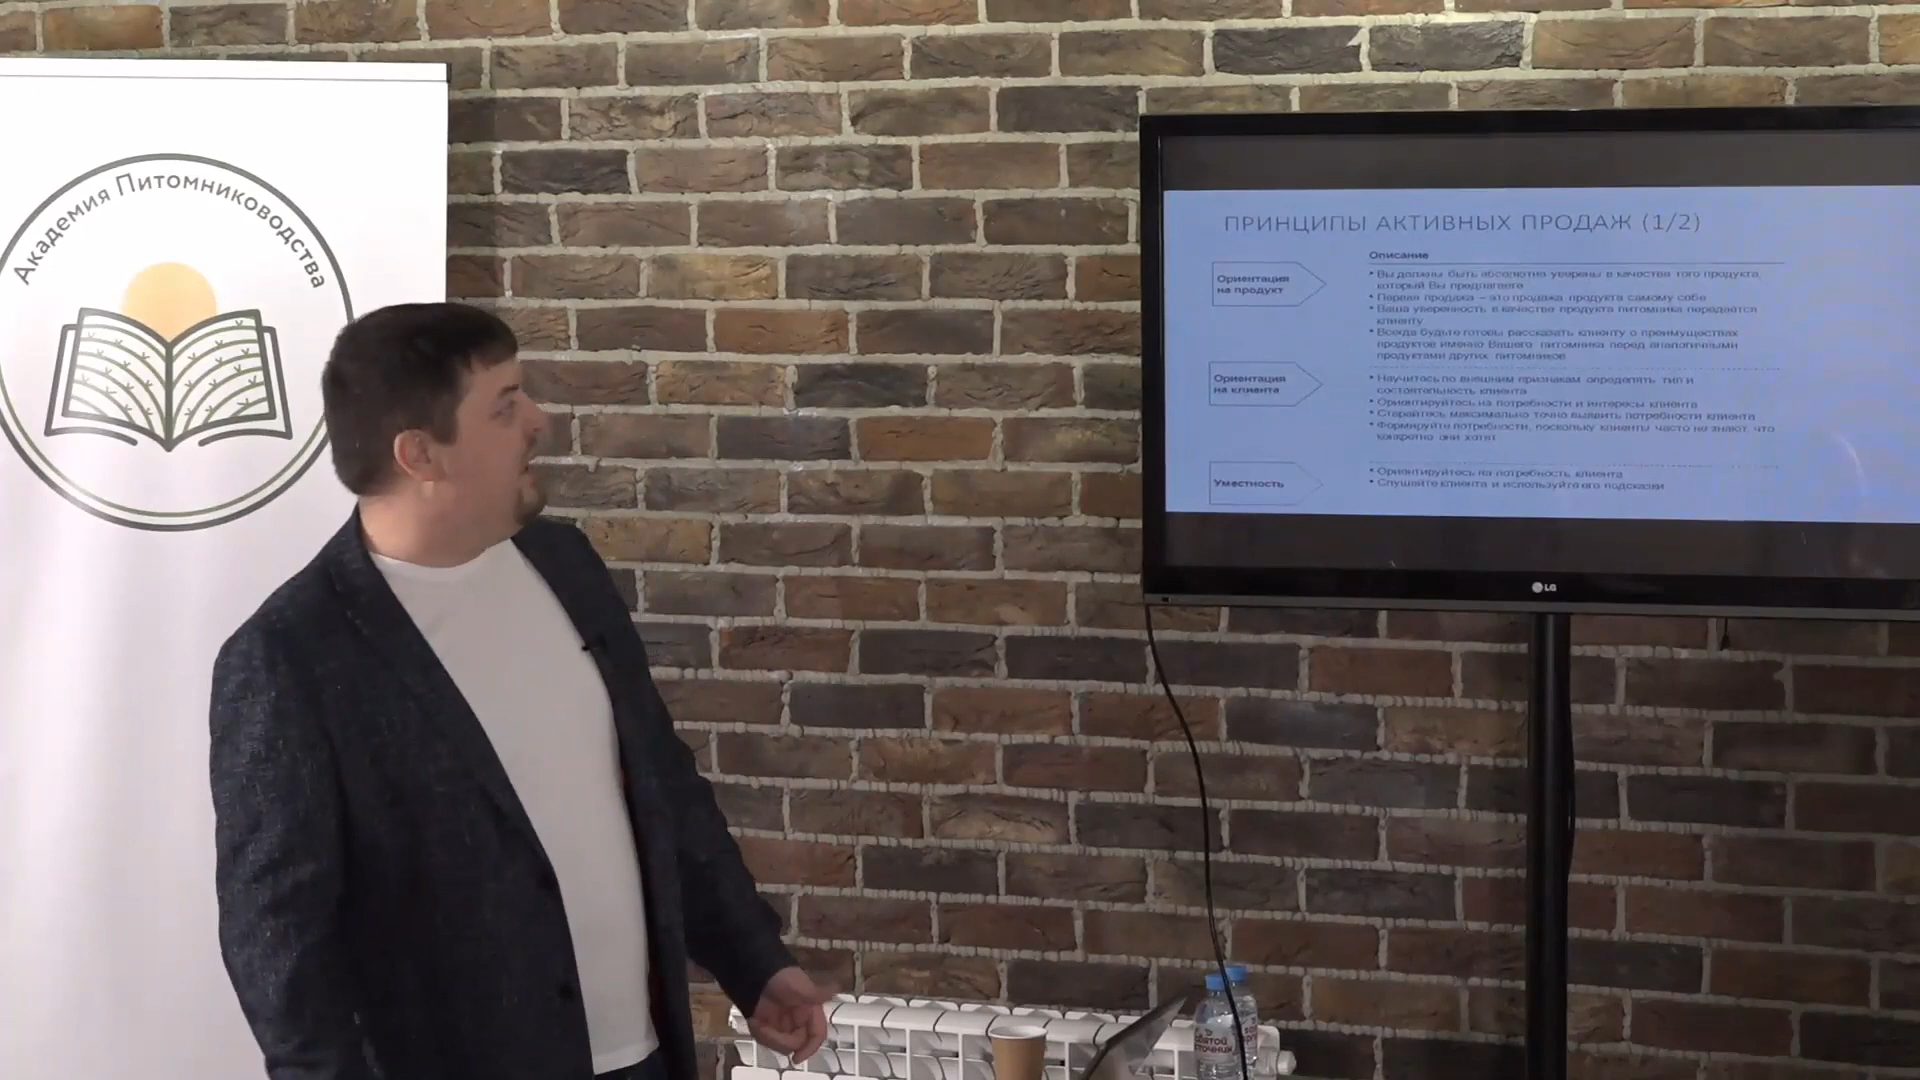 Академия Питомниководства
ПРИНЦИПЫ АКТИВНЫХ ПРОДАЖ (1/2)
Описание
Ориентация
на продукт
• Вы должны быть абсолютно уверены в качестве того продукта,
который Вы предлагаете
• Первая продажа – это продажа продукта самому себе
• Ваша уверенность в качестве продукта питомника передаётся
клиенту
• Всегда будьте готовы рассказать клиенту о преимуществах
продуктов именно Вашего питомника перед аналогичными
продуктами других питомников
Ориентация
на клиента
• Научитесь по внешним признакам определять тип и
состоятельность клиента
• Ориентируйтесь на потребности и интересы клиента
• Старайтесь максимально точно выявить потребности клиента
• Формируйте потребности, поскольку клиенты часто не знают, что
конкретно они хотят
Уместность
• Ориентируйтесь на потребность клиента
• Слушайте клиента и используйте его подсказки
LG